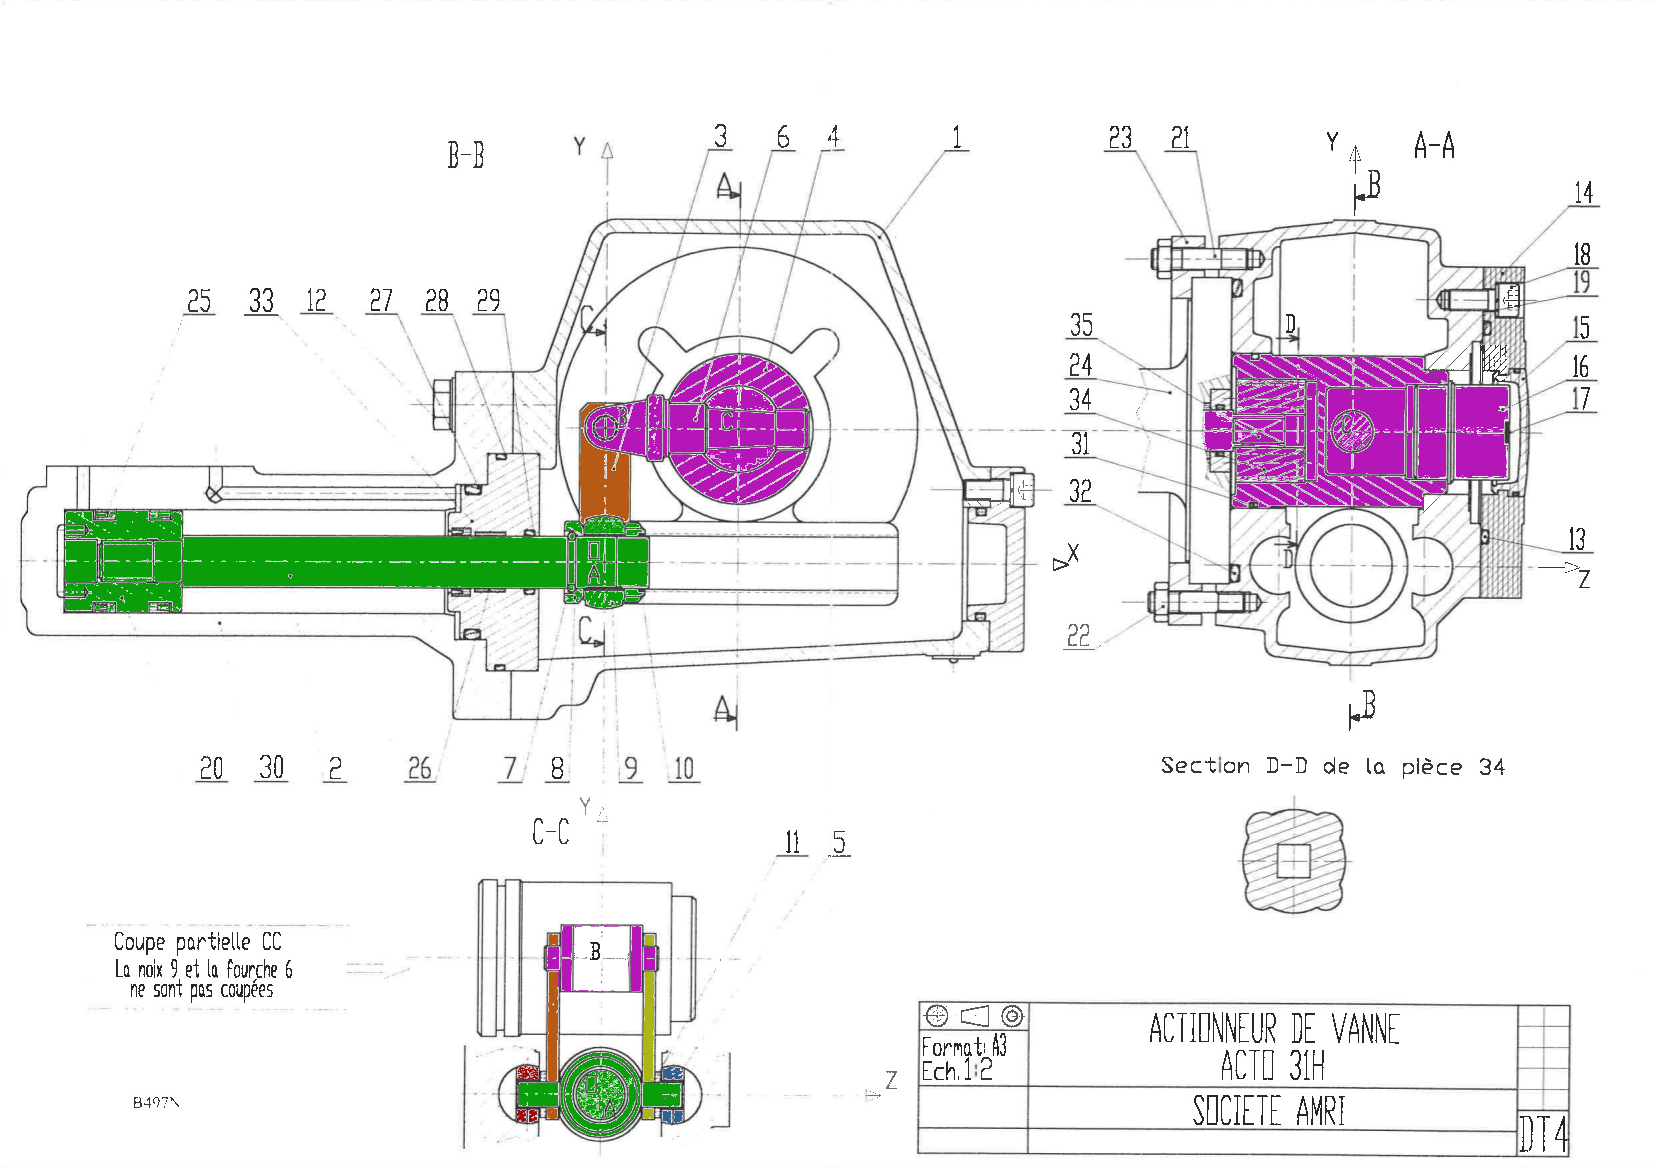 B-B
Y
3
6
4
1
23
21
Y
A-A
A
B
14
18
19
25
33
12
27
28
29
C
35
D
15
24
16
34
17
C
B
C
31
32
X
13
A
D
Z
C
22
A
B
20
30
2
26
7
8
9
10
Section D-D de la pièce 34
Y
C-C
11
5
Coupe partielle CC
La noix 9 et la fourche 6
ne sont pas coupées
B
Z
A
B497N
Format: A3
Ech.1:2
ACTIONNEUR DE VANNE
ACTO 31H
SOCIETE AMRI
DT4